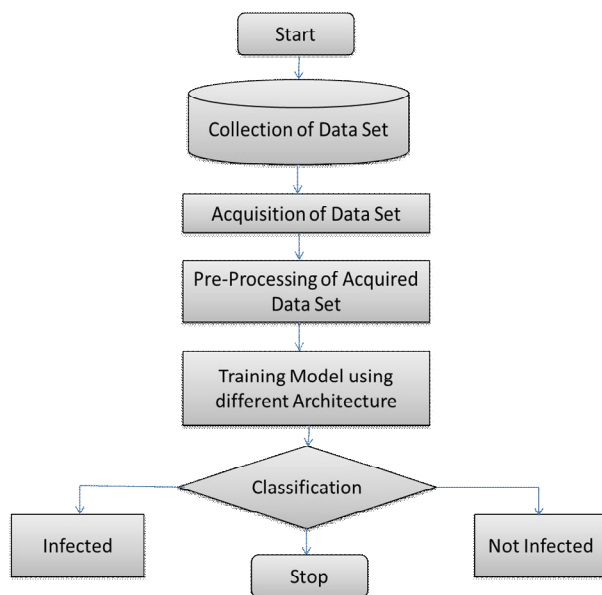 Start
Collection of Data Set
Acquisition of Data Set
Pre-Processing of Acquired
Data Set
Training Model using
different Architecture
Classification
Infected
Not Infected
Stop